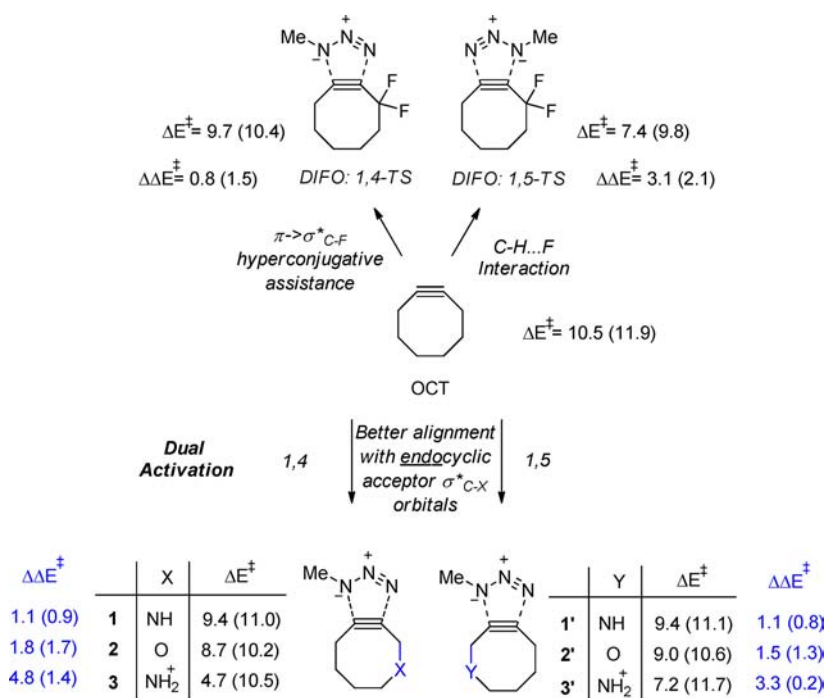 +
Me N N N
−
F
F
ΔE‡= 9.7 (10.4)
ΔΔE‡= 0.8 (1.5)
DIFO: 1,4-TS
+
N N N Me
−
F
F
ΔE‡= 7.4 (9.8)
DIFO: 1,5-TS
ΔΔE‡= 3.1 (2.1)
π->σ*C-F
hyperconjugative
assistance
C-H...F
Interaction
ΔE‡= 10.5 (11.9)
OCT
Dual
Activation
1,4
Better alignment
with endocyclic
acceptor σ*C-X
orbitals
1,5
ΔΔE‡ X ΔE‡
1.1 (0.9) 1 NH 9.4 (11.0)
1.8 (1.7) 2 O 8.7 (10.2)
4.8 (1.4) 3 NH2+ 4.7 (10.5)
+
Me N N N
−
X
+
Me N N N
−
Y
Y ΔE‡ ΔΔE‡
1' NH 9.4 (11.1) 1.1 (0.8)
2' O 9.0 (10.6) 1.5 (1.3)
3' NH2+ 7.2 (11.7) 3.3 (0.2)